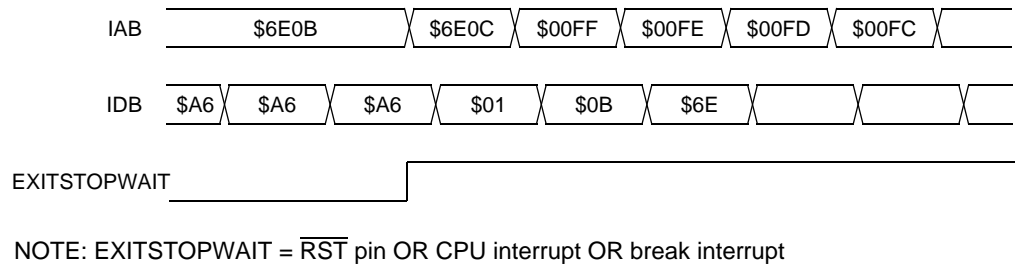 IAB $6E0B $6E0C $00FF $00FE $00FD $00FC
IDB $A6 $A6 $A6 $01 $0B $6E
EXITSTOPWAIT
NOTE: EXITSTOPWAIT = RST pin OR CPU interrupt OR break interrupt